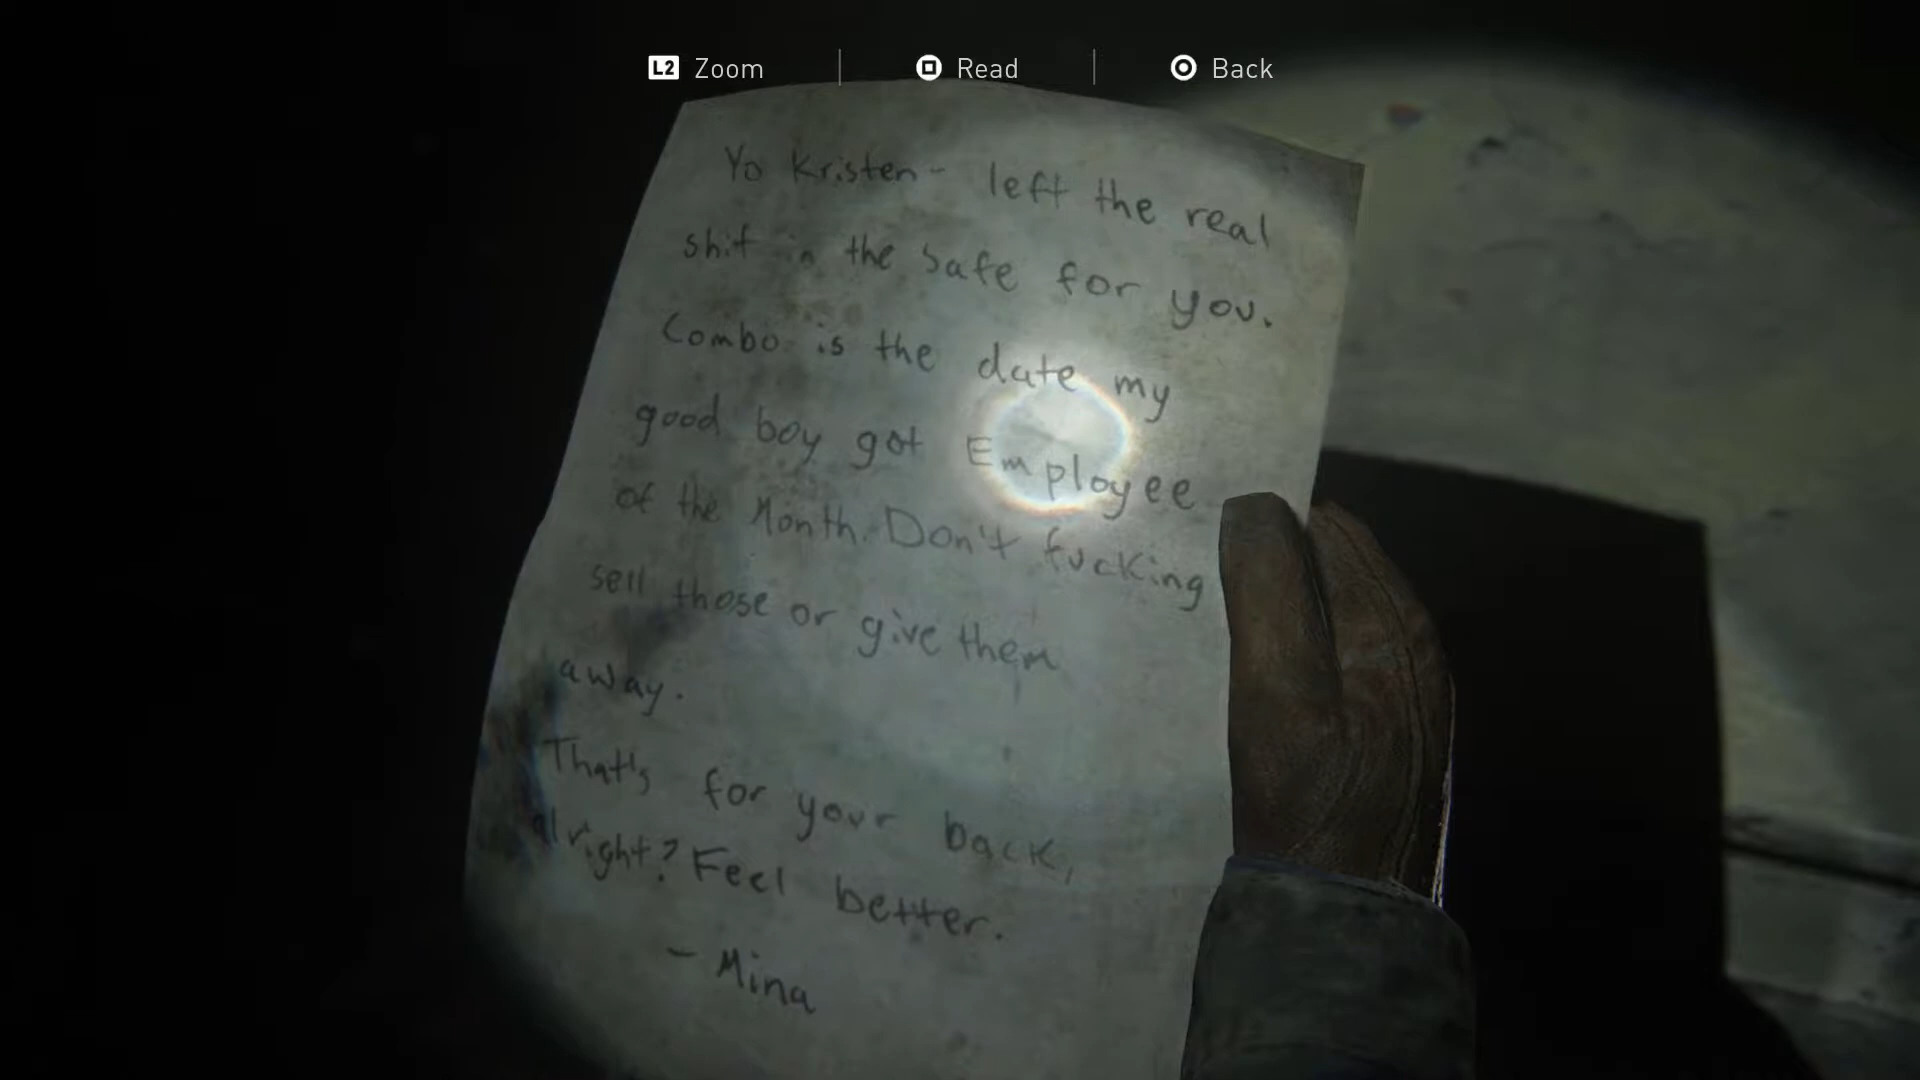 L2 Zoom | Read | Back
Yo Kristen- left the real
shit in the safe for you.
Combo is the date my
good boy got Employee
of the Month. Don't fucking
sell those or give them
away.
That's for your back,
alright? Feel better.
- Mina